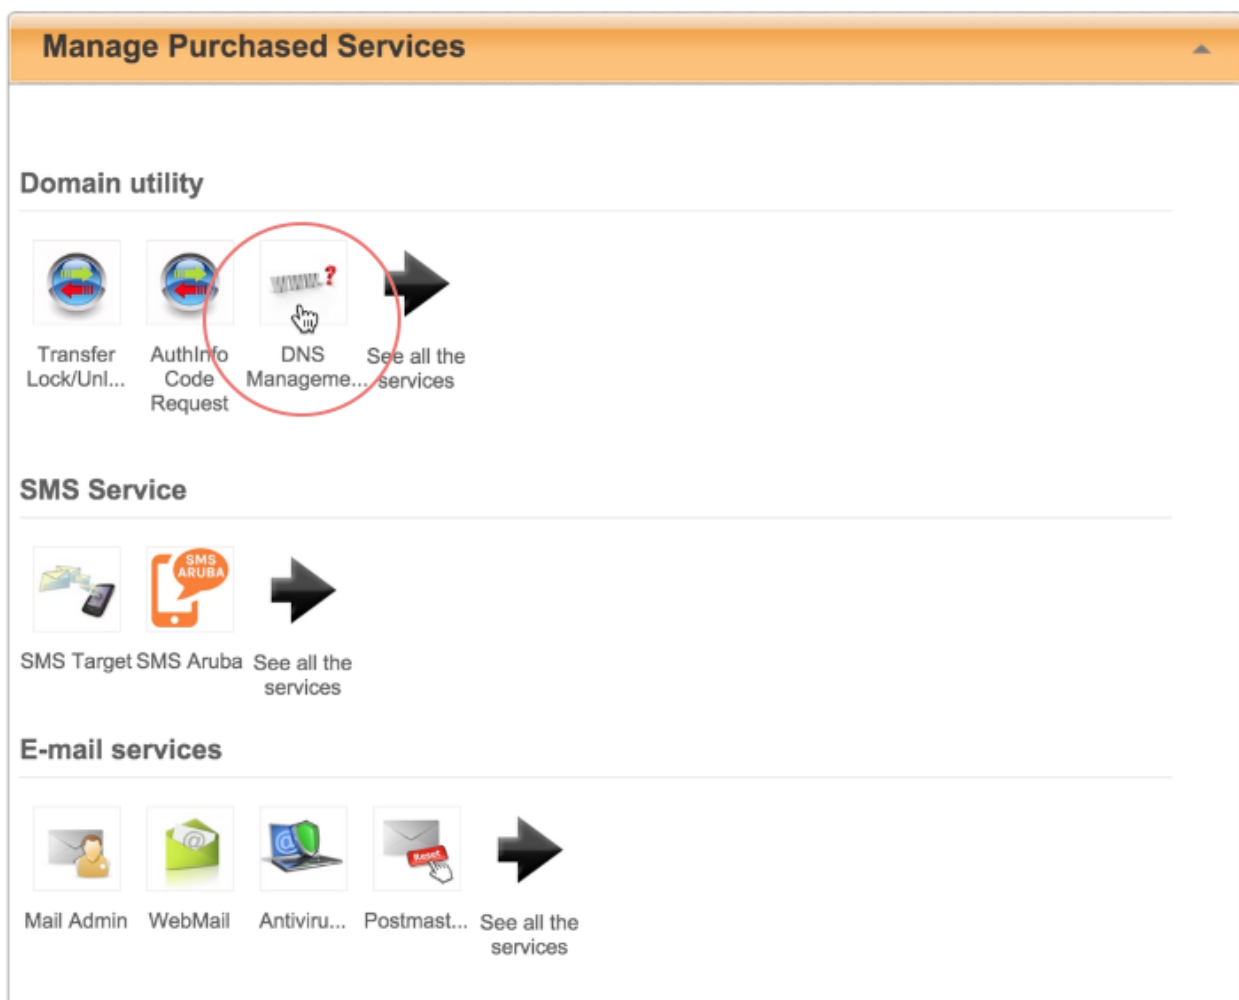 Manage Purchased Services
Domain utility
www.?
Transfer
Lock/Unl...
AuthInfo
Code
Request
DNS
Manageme...
See all the
services
SMS Service
SMS
ARUBA
SMS Target
SMS Aruba
See all the
services
E-mail services
@
@
Reset
Mail Admin
WebMail
Antiviru...
Postmast...
See all the
services